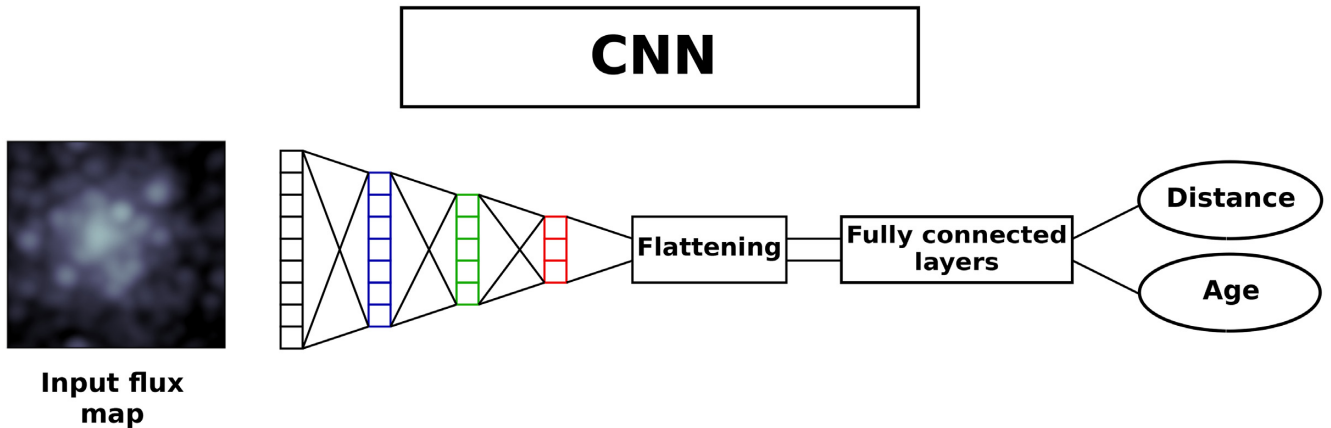 CNN
Input flux
map
Flattening
Fully connected
layers
Distance
Age